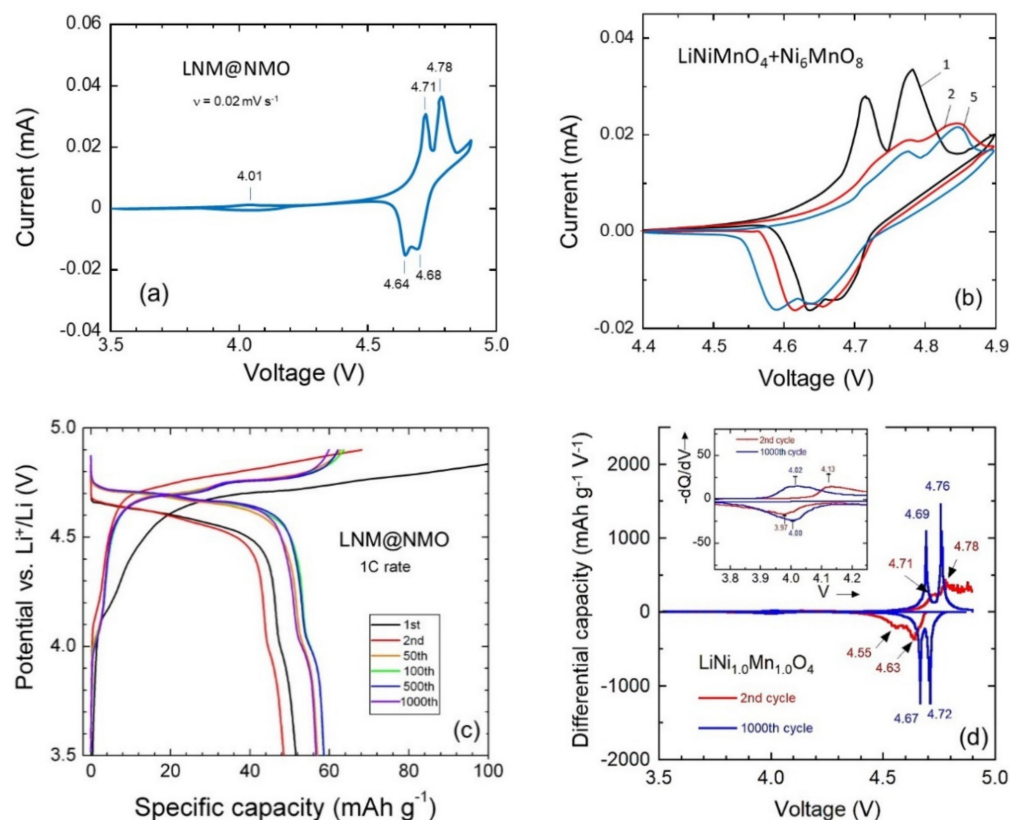 0.06
0.04
0.02
0
-0.02
-0.04
Current (mA)
LNM@NMO
ν = 0.02 mV s⁻¹
4.78
4.71
4.01
4.68
4.64
(a)
3.5 4.0 4.5 5.0
Voltage (V)
0.04
0.02
0.00
-0.02
Current (mA)
LiNiMnO₄+Ni₆MnO₈
1
2 5
(b)
4.4 4.5 4.6 4.7 4.8 4.9
Voltage (V)
5.0
4.5
4.0
3.5
Potential vs. Li⁺/Li (V)
LNM@NMO
1C rate
1st
2nd
50th
100th
500th
1000th
(c)
0 20 40 60 80 100
Specific capacity (mAh g⁻¹)
2000
1000
0
-1000
-2000
Differential capacity (mAh g⁻¹ V⁻¹)
50
0
-50
-dQ/dV
2nd cycle
1000th cycle
4.02 4.13
3.97
4.00
3.8 3.9 4.0 4.1 4.2
V
4.76
4.69
4.78
4.71
4.55
4.63
4.67 4.72
LiNi₁.₀Mn₁.₀O₄
2nd cycle
1000th cycle
(d)
3.5 4.0 4.5 5.0
Voltage (V)